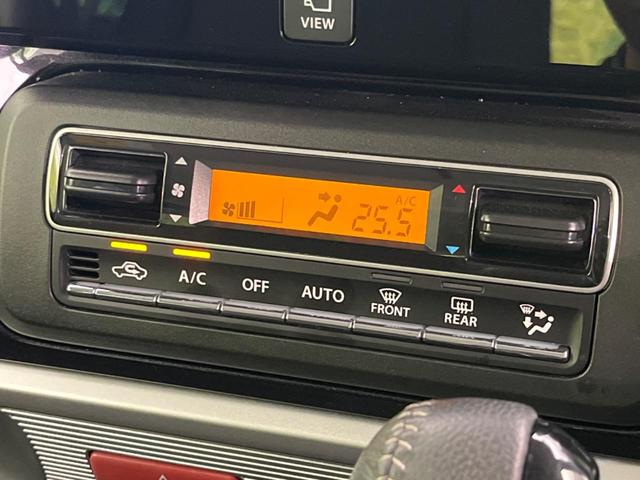 VIEW
A/C
25.5
A/C
OFF
AUTO
FRONT
REAR